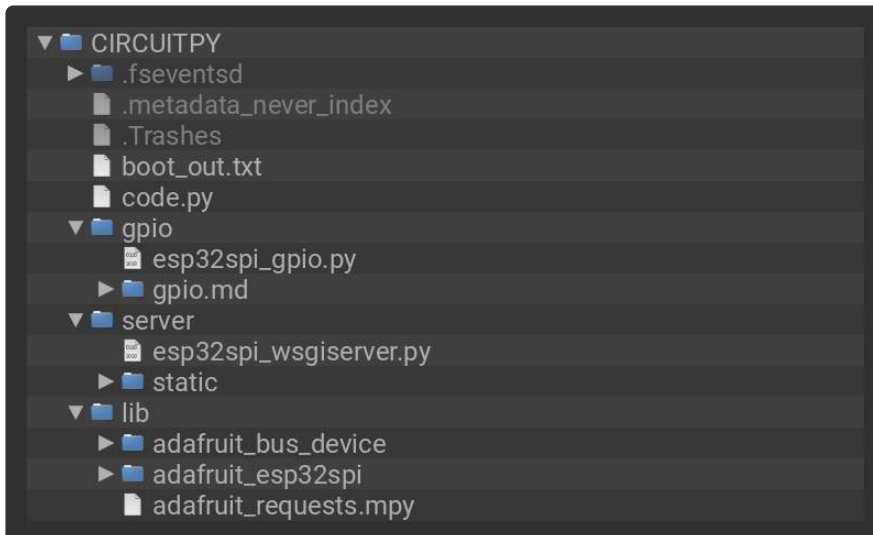 CIRCUITPY
.fseventsd
.metadata_never_index
.Trashes
boot_out.txt
code.py
gpio
esp32spi_gpio.py
gpio.md
server
esp32spi_wsgiserver.py
static
lib
adafruit_bus_device
adafruit_esp32spi
adafruit_requests.mpy